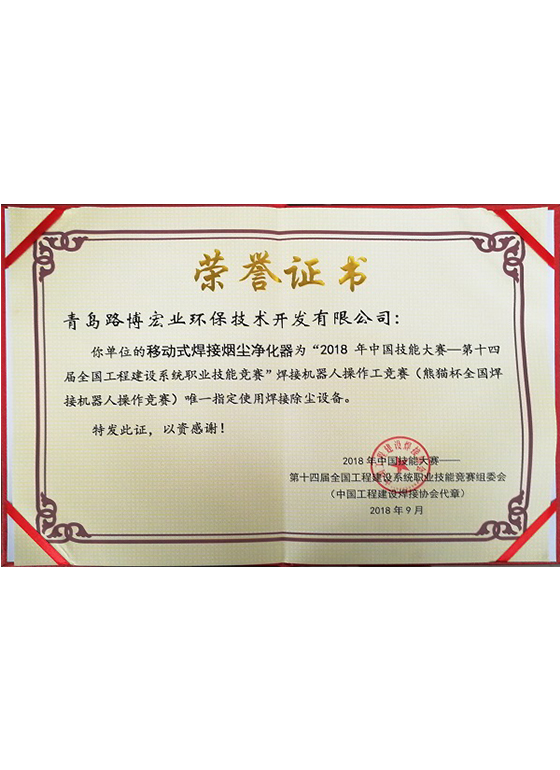 荣誉证书
青岛路博宏业环保技术开发有限公司：
你单位的移动式焊接烟尘净化器为“2018 年中国技能大赛—第十四
届全国工程建设系统职业技能竞赛”焊接机器人操作工竞赛（熊猫杯全国焊
接机器人操作竞赛）唯一指定使用焊接除尘设备。
特发此证，以资感谢！
2018 年中国技能大赛——
第十四届全国工程建设系统职业技能竞赛组委会
（中国工程建设焊接协会代章）
2018 年 9 月